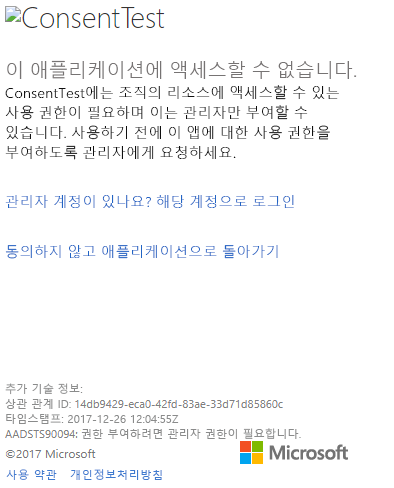 ConsentTest
이 애플리케이션에 액세스할 수 없습니다.
ConsentTest에는 조직의 리소스에 액세스할 수 있는
사용 권한이 필요하며 이는 관리자만 부여할 수
있습니다. 사용하기 전에 이 앱에 대한 사용 권한을
부여하도록 관리자에게 요청하세요.
관리자 계정이 있나요? 해당 계정으로 로그인
동의하지 않고 애플리케이션으로 돌아가기
추가 기술 정보:
상관 관계 ID: 14db9429-eca0-42fd-83ae-33d71d85860c
타임스탬프: 2017-12-26 12:04:55Z
AADSTS90094: 권한 부여하려면 관리자 권한이 필요합니다.
©2017 Microsoft
Microsoft
사용 약관 개인정보처리방침